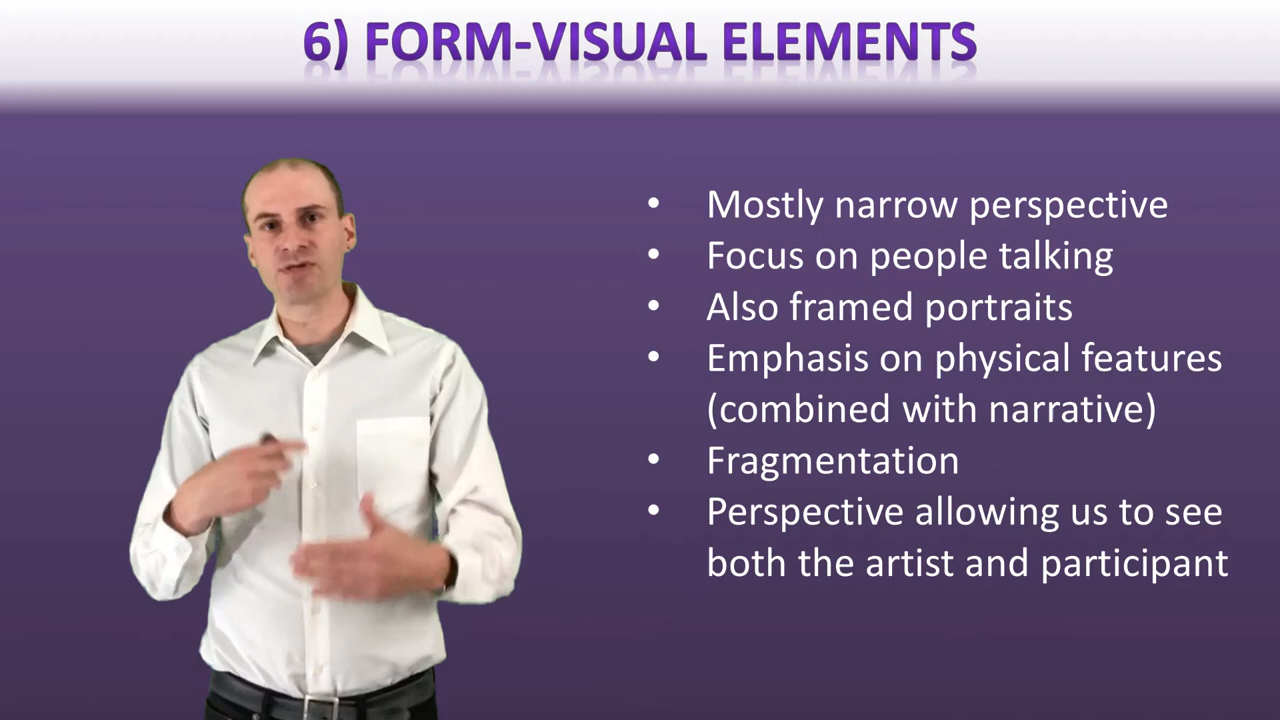 6) FORM-VISUAL ELEMENTS
• Mostly narrow perspective
• Focus on people talking
• Also framed portraits
• Emphasis on physical features
(combined with narrative)
• Fragmentation
• Perspective allowing us to see
both the artist and participant